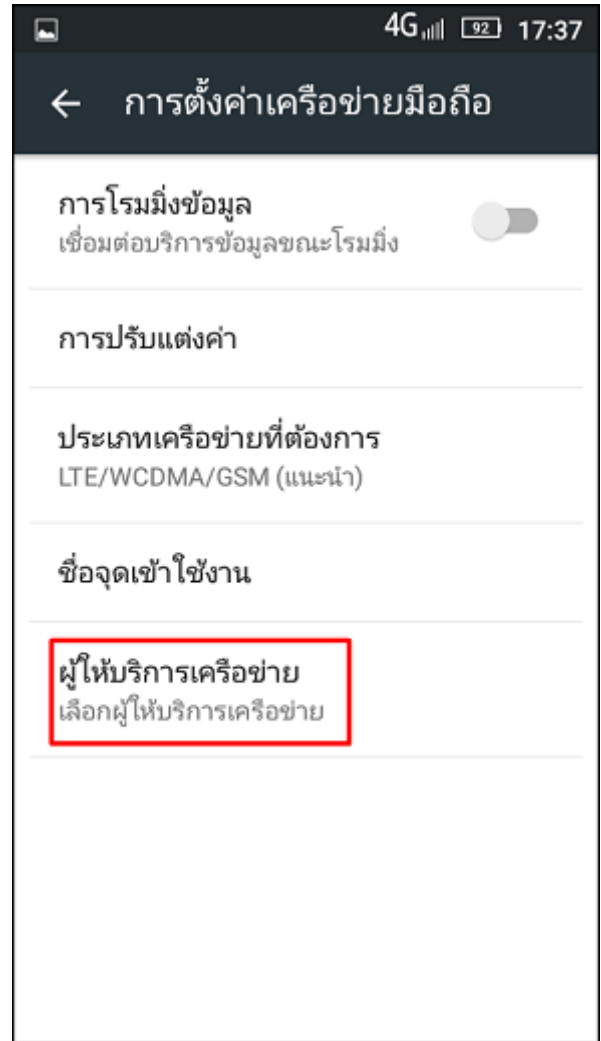 4G 92 17:37
การตั้งค่าเครือข่ายมือถือ
การโรมมิ่งข้อมูล
เชื่อมต่อบริการข้อมูลขณะโรมมิ่ง
การปรับแต่งค่า
ประเภทเครือข่ายที่ต้องการ
LTE/WCDMA/GSM (แนะนำ)
ชื่อจุดเข้าใช้งาน
ผู้ให้บริการเครือข่าย
เลือกผู้ให้บริการเครือข่าย